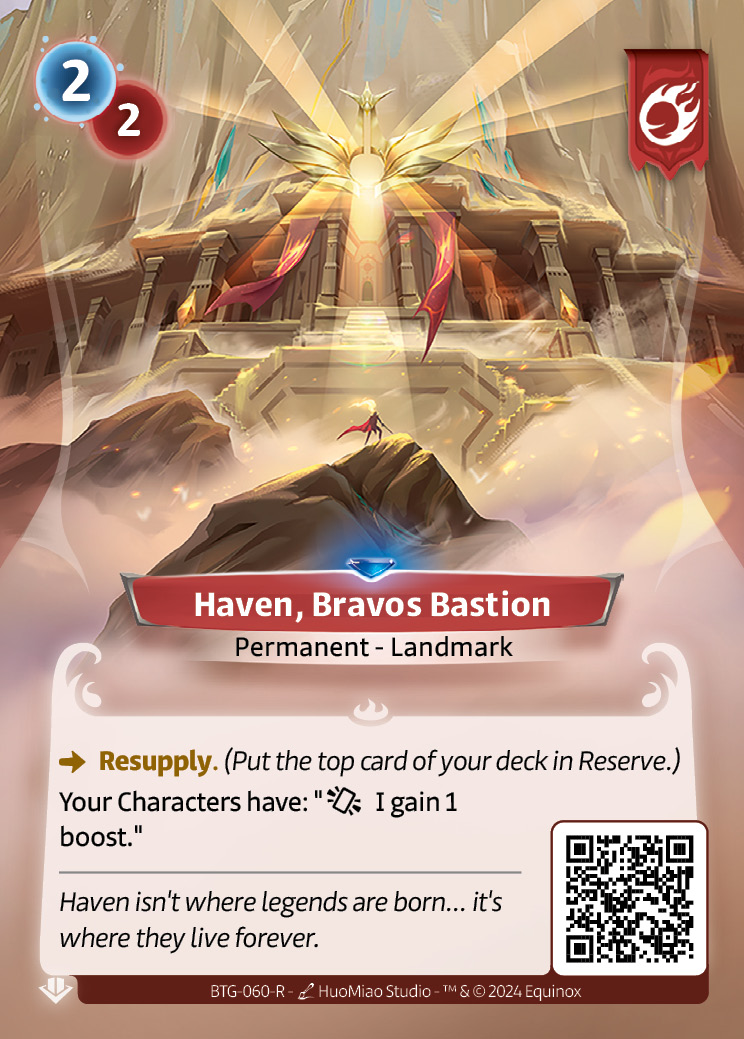 2
2
Haven, Bravos Bastion
Permanent - Landmark
Resupply. (Put the top card of your deck in Reserve.)
Your Characters have: " I gain 1
boost."
Haven isn't where legends are born... it's
where they live forever.
BTG-060-R - HuoMiao Studio - ™ & © 2024 Equinox